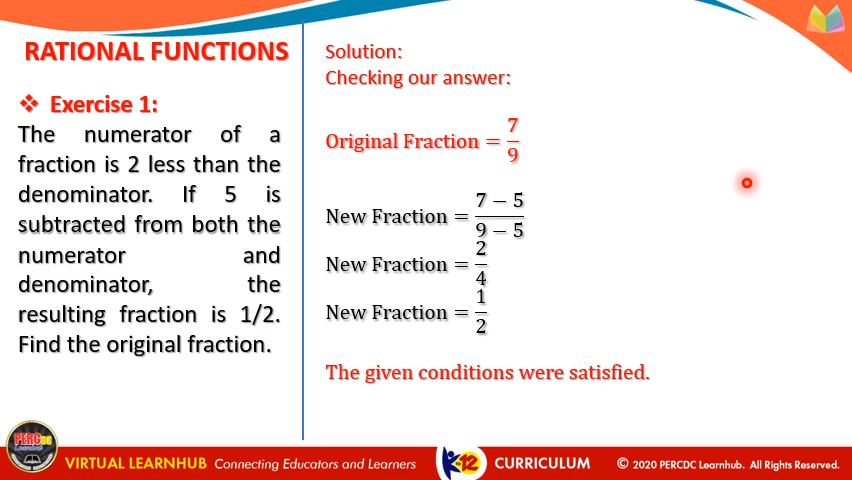 RATIONAL FUNCTIONS
❖ Exercise 1:
The numerator of a
fraction is 2 less than the
denominator. If 5 is
subtracted from both the
numerator and
denominator, the
resulting fraction is 1/2.
Find the original fraction.
Solution:
Checking our answer:
Original Fraction = 7/9
New Fraction = (7 − 5)/(9 − 5)
New Fraction = 2/4
New Fraction = 1/2
The given conditions were satisfied.
PERCDC
Learnhub
VIRTUAL LEARNHUB Connecting Educators and Learners
K to 12 CURRICULUM
© 2020 PERCDC Learnhub. All Rights Reserved.